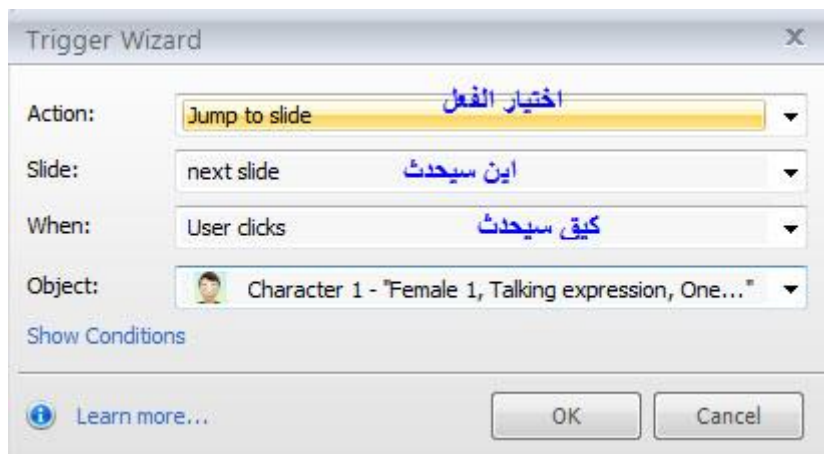 Trigger Wizard
اختيار الفعل
Action: Jump to slide
Slide: next slide اين سيحدث
When: User clicks كيق سيحدث
Object: Character 1 - "Female 1, Talking expression, One..."
Show Conditions
Learn more... OK Cancel